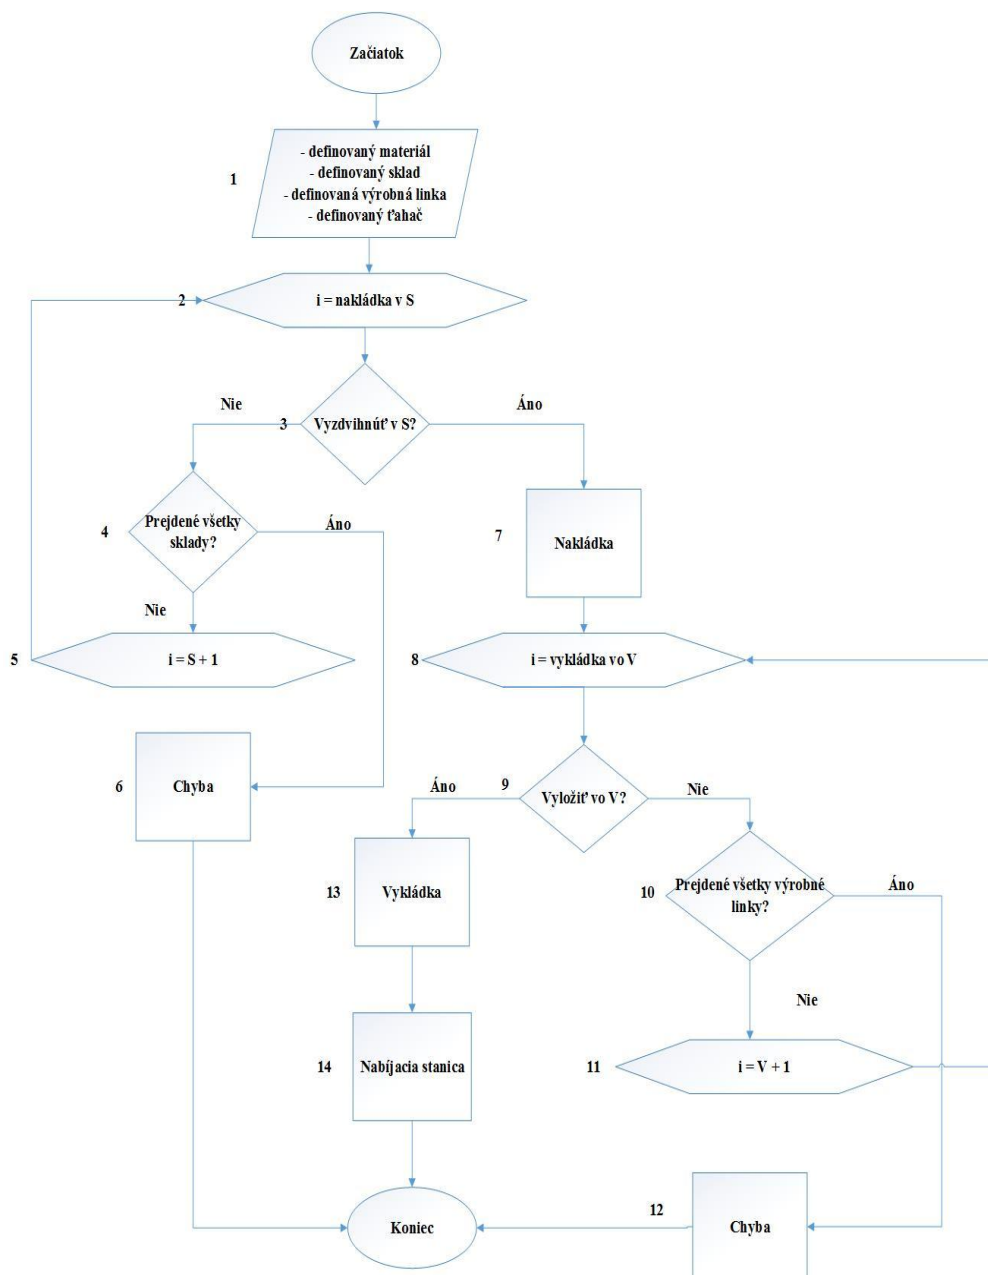 Začiatok
1
- definovaný materiál
- definovaný sklad
- definovaná výrobná linka
- definovaný ťahač
2
i = nakládka v S
Nie
3
Vyzdvihnúť v S?
Áno
4
Prejdené všetky
sklady?
Áno
7
Nakládka
Nie
5
i = S + 1
8
i = vykládka vo V
6
Chyba
Áno
9
Vyložiť vo V?
Nie
13
Vykládka
10
Prejdené všetky výrobné
linky?
Áno
Nie
14
Nabíjacia stanica
11
i = V + 1
Koniec
12
Chyba